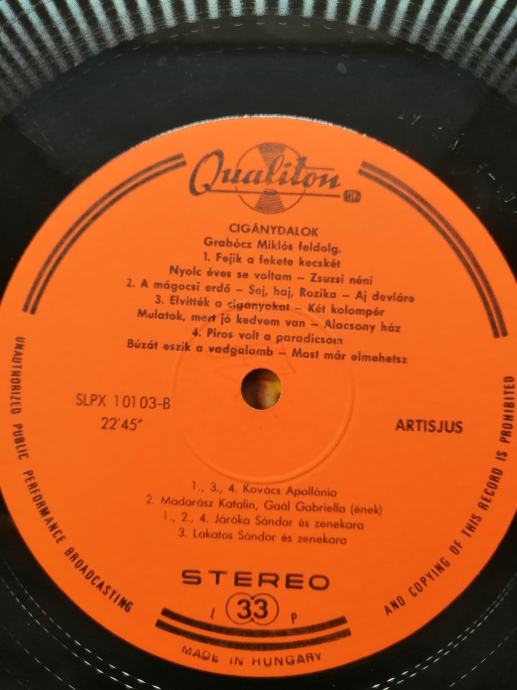 Qualiton
CIGÁNYDALOK
Grabócz Miklós feldolg.
1. Fejik a fekete kecskét
Nyolc éves se voltam – Zsuzsi néni
2. A mágocsi erdő – Saj, haj, Rozika – Aj devláre
3. Elvitték a cigányokat – Két kolompér
Mulatok, mert jó kedvem van – Alacsony ház
4. Piros volt a paradicsom
Búzát eszik a vadgalamb – Most már elmehetsz
SLPX 10103-B
22'45"
ARTISJUS
1., 3., 4. Kovács Apollónia
2. Madarász Katalin, Gaál Gabriella (ének)
1., 2., 4. Járóka Sándor és zenekara
3. Lakatos Sándor és zenekara
STEREO
l 33 p
MADE IN HUNGARY
UNAUTHORIZED PUBLIC PERFORMANCE BROADCASTING
AND COPYING OF THIS RECORD IS PROHIBITED